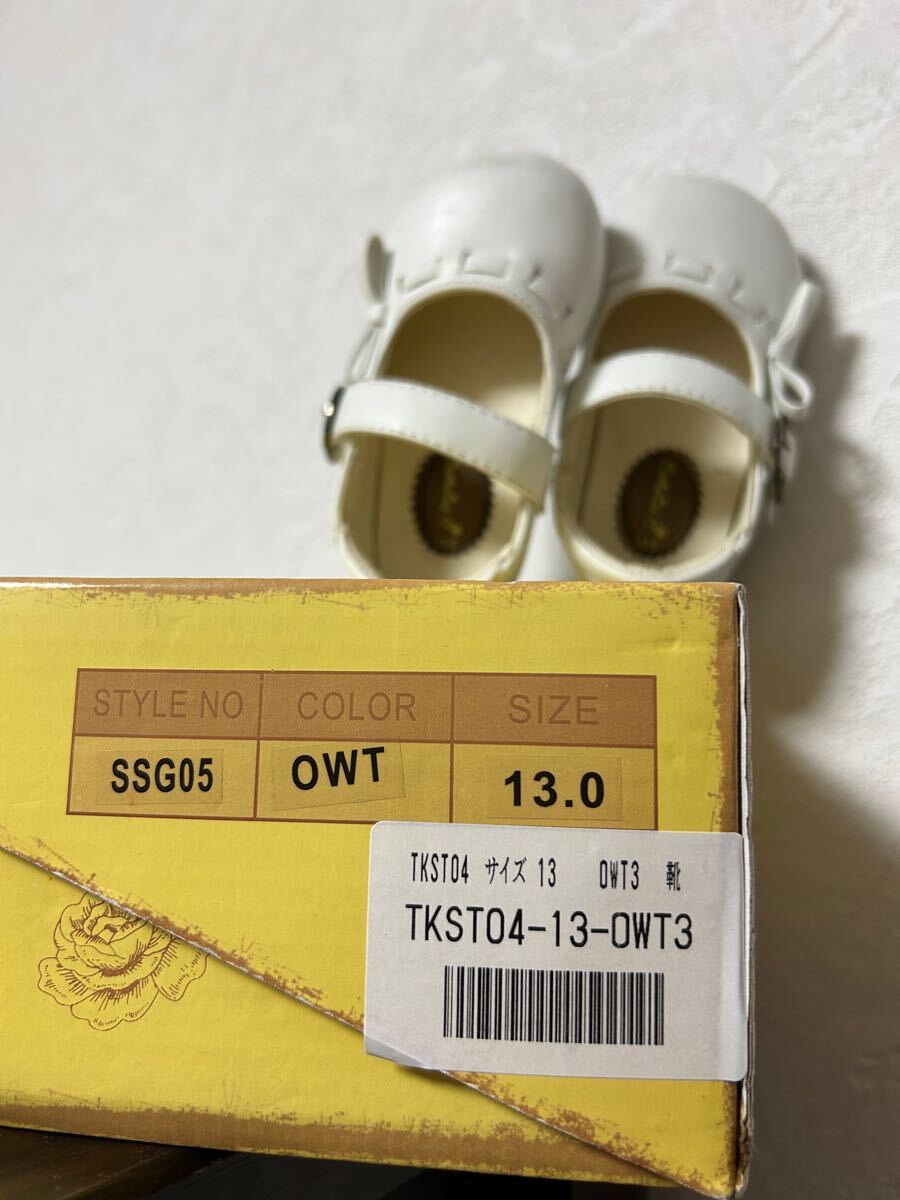 STYLE NO COLOR SIZE
SSG05 OWT 13.0
TKST04 サイズ 13 OWT3 靴
TKST04-13-OWT3